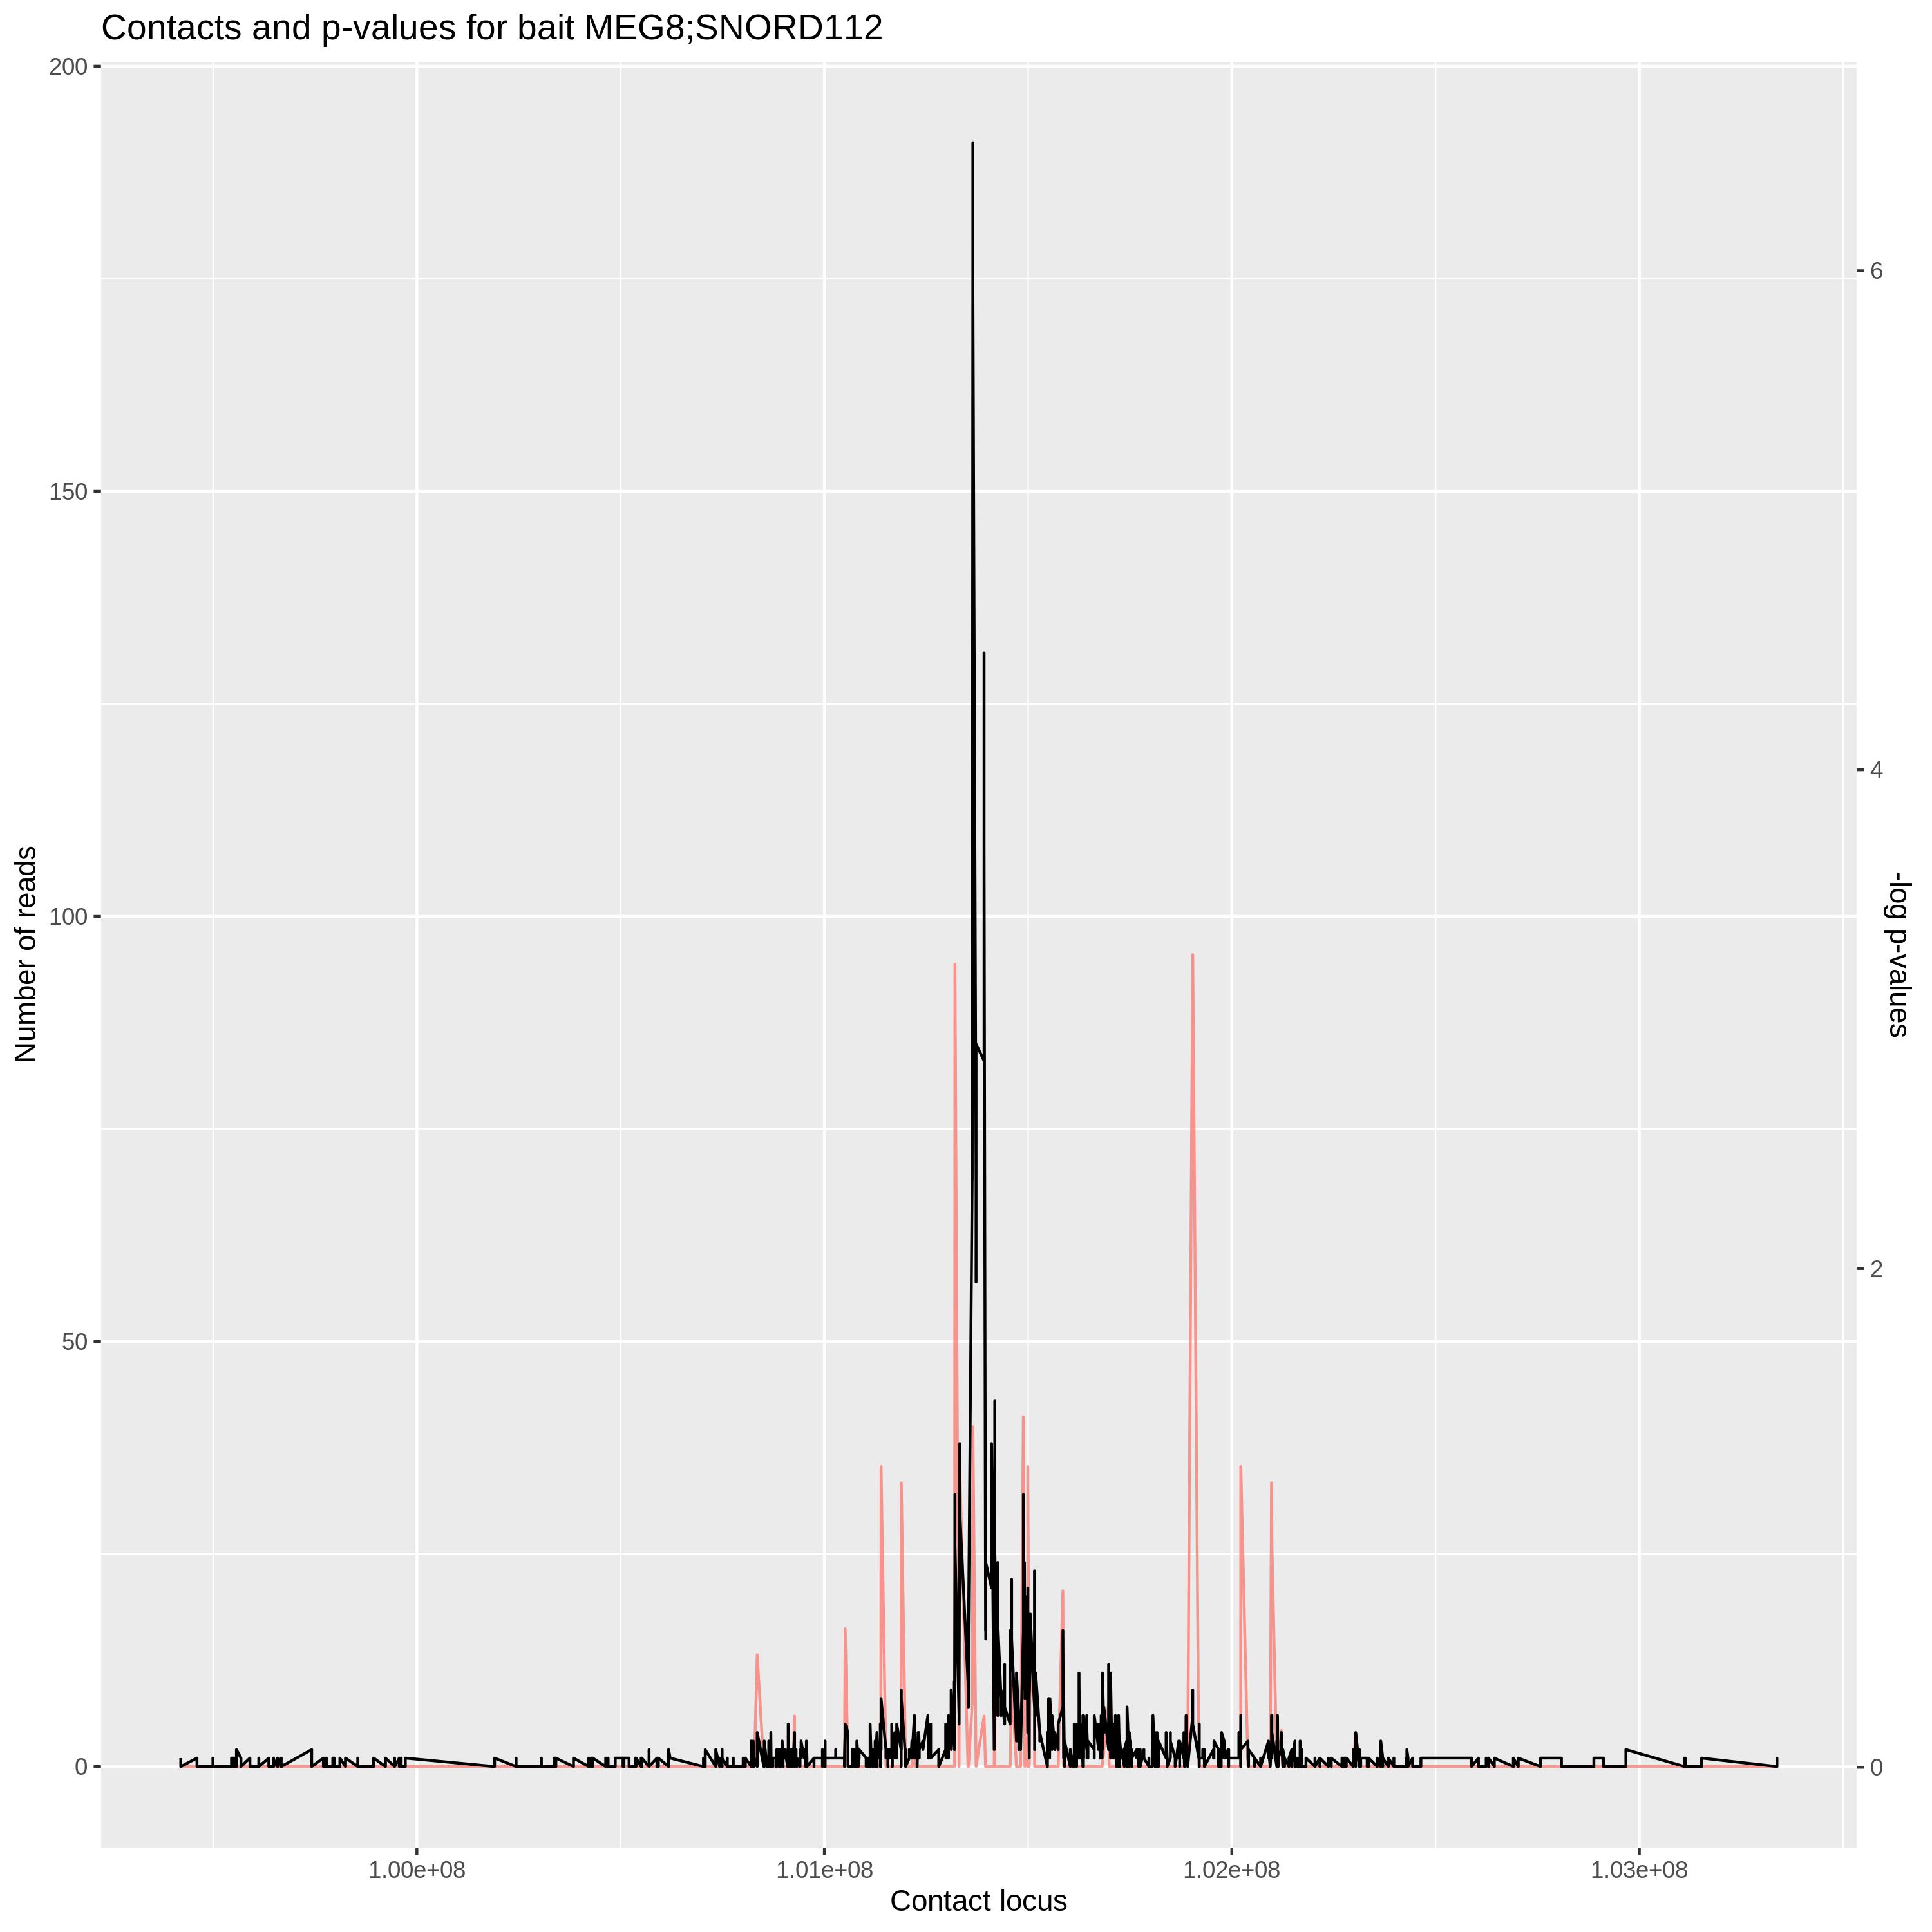 Contacts and p-values for bait MEG8;SNORD112
200
150
100
50
0
Number of reads
6
4
2
0
-log p-values
1.00e+08
1.01e+08
1.02e+08
1.03e+08
Contact locus